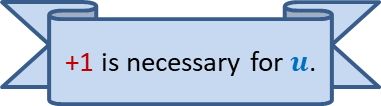 +1 is necessary for u.